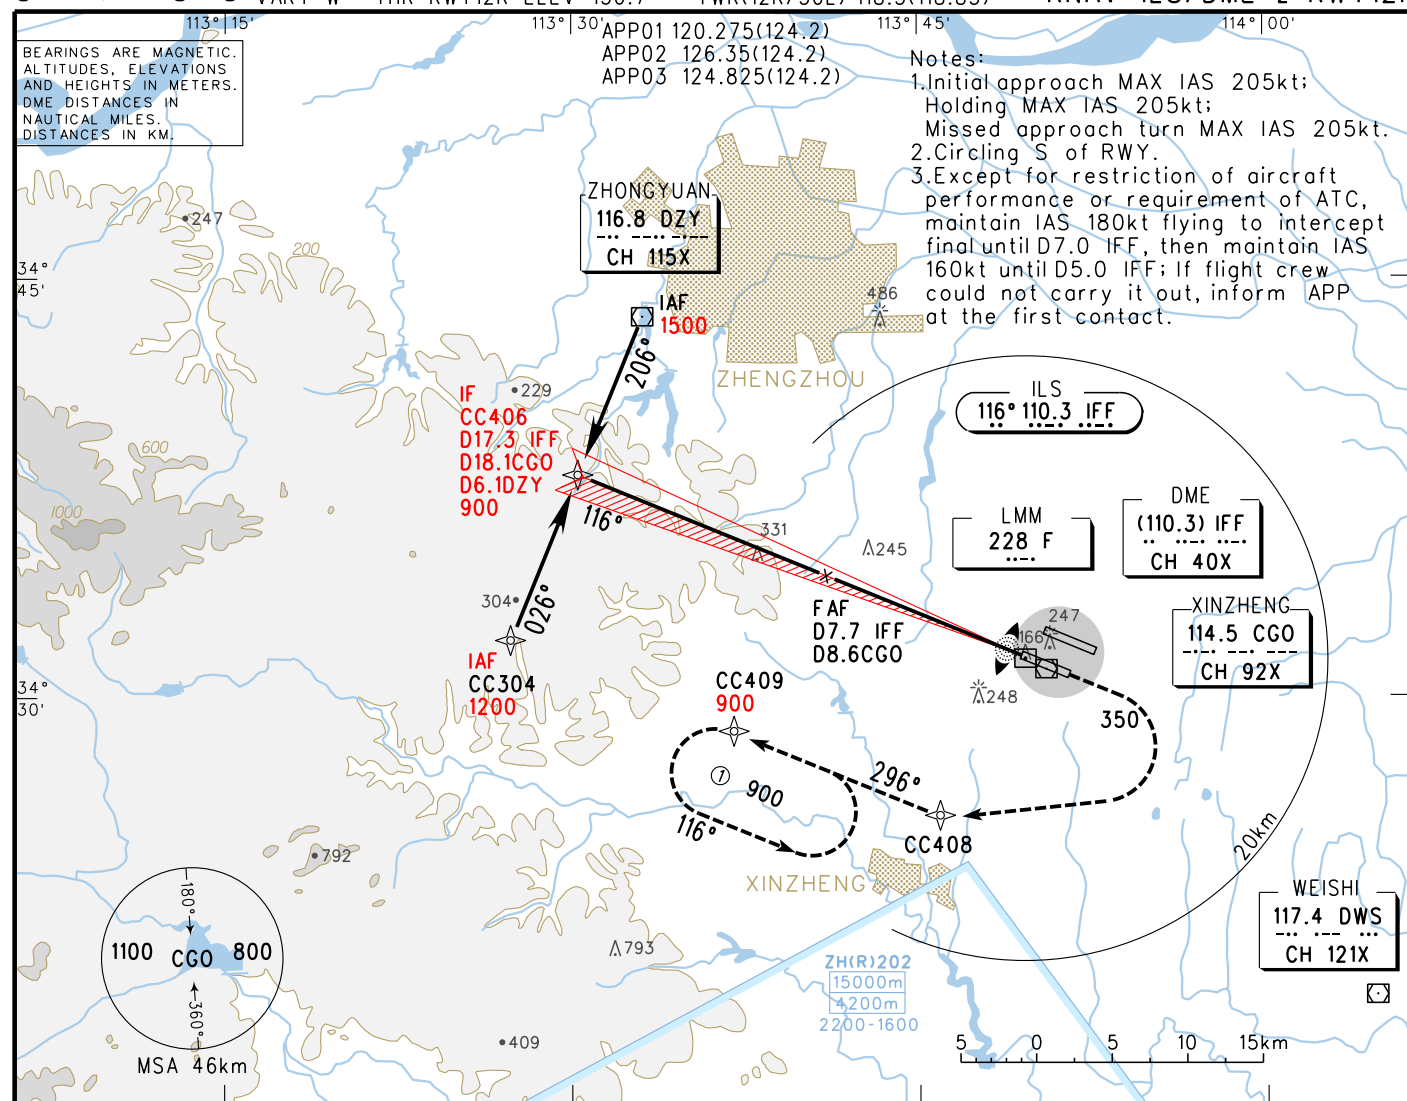 113° 15'
113° 30'
113° 45'
114° 00'
BEARINGS ARE MAGNETIC.
ALTITUDES, ELEVATIONS
AND HEIGHTS IN METERS.
DME DISTANCES IN
NAUTICAL MILES.
DISTANCES IN KM.
APP01 120.275(124.2)
APP02 126.35(124.2)
APP03 124.825(124.2)
Notes:
1.Initial approach MAX IAS 205kt;
Holding MAX IAS 205kt;
Missed approach turn MAX IAS 205kt.
2.Circling S of RWY.
3.Except for restriction of aircraft
performance or requirement of ATC,
maintain IAS 180kt flying to intercept
final until D7.0 IFF, then maintain IAS
160kt until D5.0 IFF; If flight crew
could not carry it out, inform APP
at the first contact.
ZHONGYUAN
116.8 DZY
CH 115X
247
200
34°
45'
IAF
1500
486
206°
ZHENGZHOU
229
IF
CC406
D17.3 IFF
D18.1CGO
D6.1DZY
900
ILS
116° 110.3 IFF
600
1000
116°
331
245
LMM
228 F
DME
(110.3) IFF
CH 40X
304
026°
FAF
D7.7 IFF
D8.6CGO
XINZHENG
114.5 CGO
CH 92X
247
166
IAF
CC304
1200
34°
30'
CC409
900
248
350
296°
1
900
116°
CC408
792
20km
XINZHENG
180°
1100 CGO 800
360°
MSA 46km
793
409
WEISHI
117.4 DWS
CH 121X
ZH(R)202
15000m
4200m
2200-1600
5 0 5 10 15km